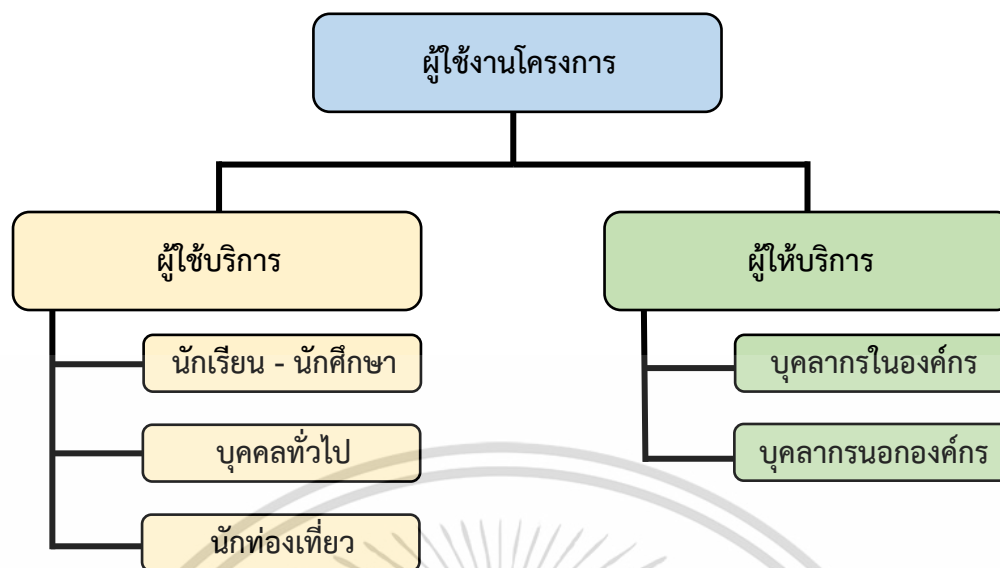 ผู้ใช้งานโครงการ
ผู้ใช้บริการ
นักเรียน - นักศึกษา
บุคคลทั่วไป
นักท่องเที่ยว
ผู้ให้บริการ
บุคลากรในองค์กร
บุคลากรนอกองค์กร